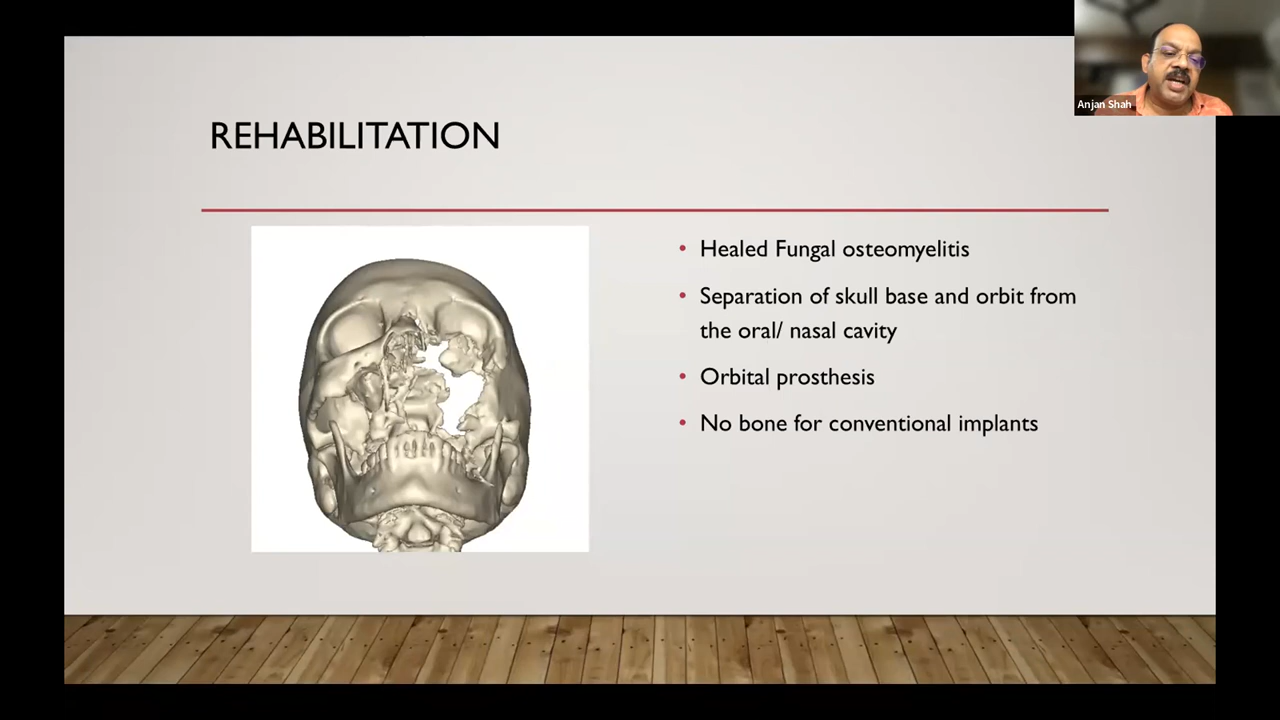 Anjan Shah
REHABILITATION
• Healed Fungal osteomyelitis
• Separation of skull base and orbit from
the oral/ nasal cavity
• Orbital prosthesis
• No bone for conventional implants